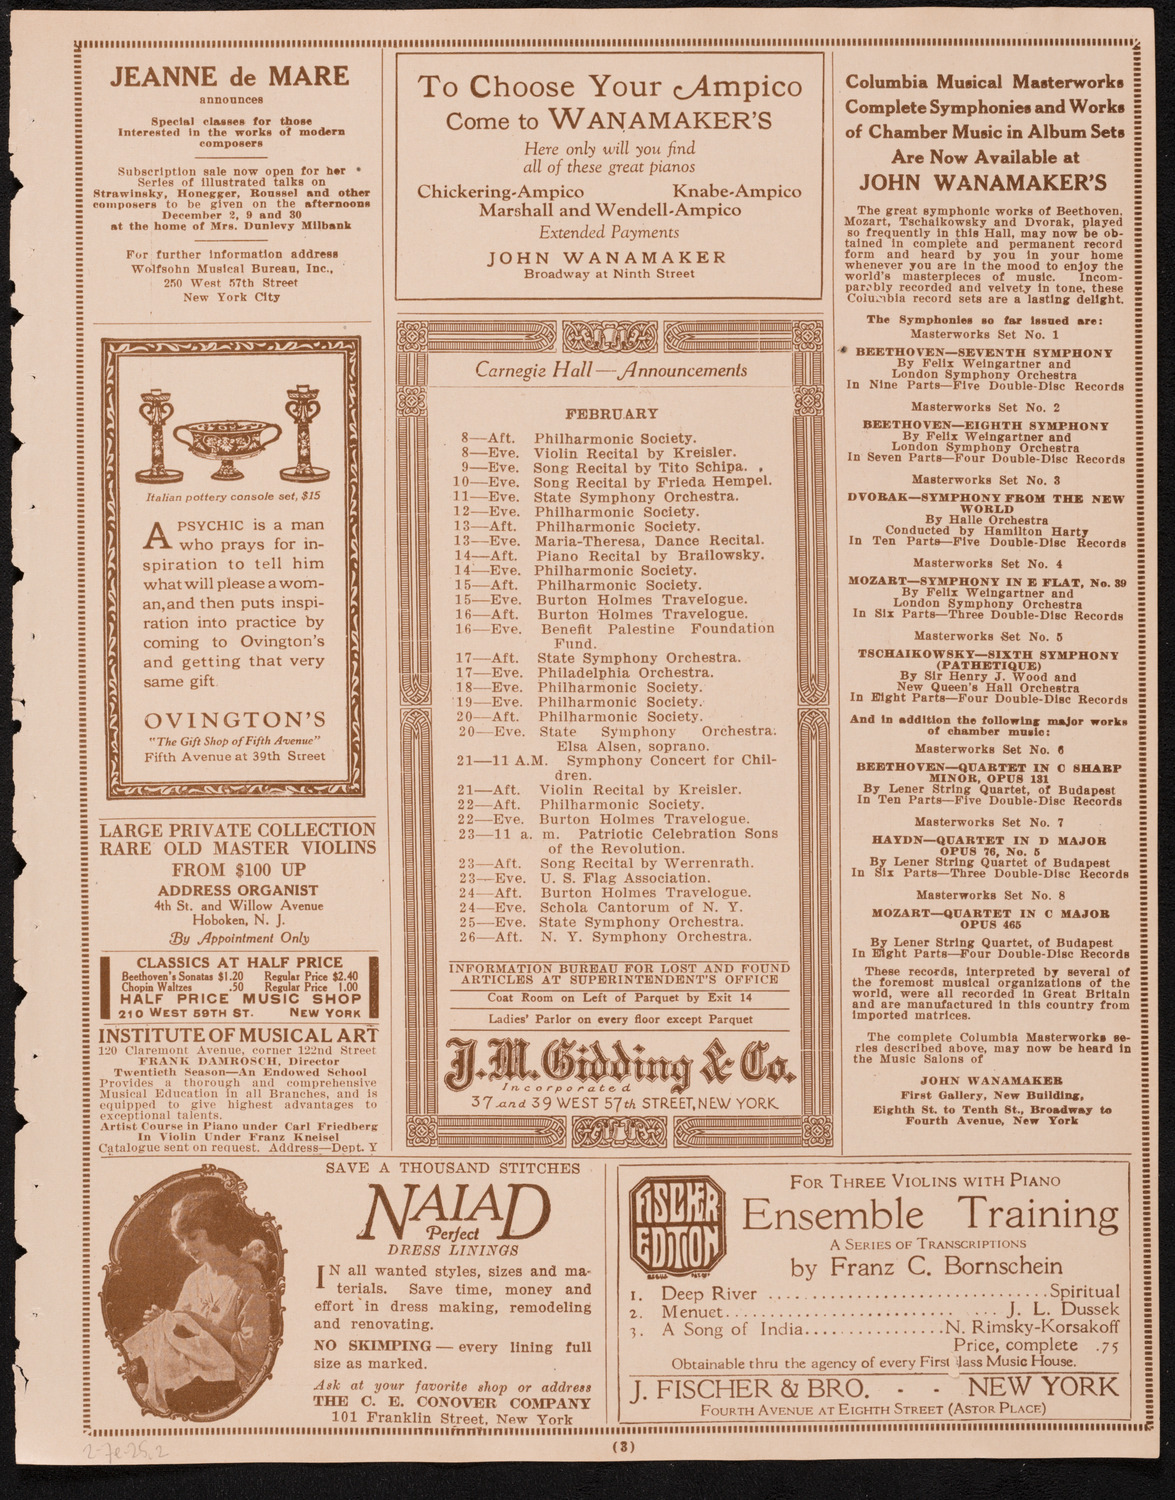 JEANNE de MARE
announces
Special classes for those
Interested in the works of modern
composers
Subscription sale now open for her
Series of illustrated talks on
Strawinsky, Honegger, Roussel and other
composers to be given on the afternoons
December 2, 9 and 30
at the home of Mrs. Dunlevy Milbank
For further information address
Wolfsohn Musical Bureau, Inc.,
250 West 57th Street
New York City
Italian pottery console set, $15
A PSYCHIC is a man
who prays for in-
spiration to tell him
what will please a wom-
an, and then puts inspi-
ration into practice by
coming to Ovington's
and getting that very
same gift.
OVINGTON'S
"The Gift Shop of Fifth Avenue"
Fifth Avenue at 39th Street
LARGE PRIVATE COLLECTION
RARE OLD MASTER VIOLINS
FROM $100 UP
ADDRESS ORGANIST
4th St. and Willow Avenue
Hoboken, N. J.
By Appointment Only
CLASSICS AT HALF PRICE
Beethoven's Sonatas $1.20 Regular Price $2.40
Chopin Waltzes .50 Regular Price 1.00
HALF PRICE MUSIC SHOP
210 WEST 59TH ST. NEW YORK
INSTITUTE OF MUSICAL ART
120 Claremont Avenue, corner 122nd Street
FRANK DAMROSCH, Director
Twentieth Season—An Endowed School
Provides a thorough and comprehensive
Musical Education in all Branches, and is
equipped to give highest advantages to
exceptional talents.
Artist Course in Piano under Carl Friedberg
In Violin Under Franz Kneisel
Catalogue sent on request. Address—Dept. Y
To Choose Your Ampico
Come to WANAMAKER'S
Here only will you find
all of these great pianos
Chickering-Ampico Knabe-Ampico
Marshall and Wendell-Ampico
Extended Payments
JOHN WANAMAKER
Broadway at Ninth Street
Carnegie Hall—Announcements
FEBRUARY
8—Aft. Philharmonic Society.
8—Eve. Violin Recital by Kreisler.
9—Eve. Song Recital by Tito Schipa.
10—Eve. Song Recital by Frieda Hempel.
11—Eve. State Symphony Orchestra.
12—Eve. Philharmonic Society.
13—Aft. Philharmonic Society.
13—Eve. Maria-Theresa, Dance Recital.
14—Aft. Piano Recital by Brailowsky.
14—Eve. Philharmonic Society.
15—Aft. Philharmonic Society.
15—Eve. Burton Holmes Travelogue.
16—Aft. Burton Holmes Travelogue.
16—Eve. Benefit Palestine Foundation
Fund.
17—Aft. State Symphony Orchestra.
17—Eve. Philadelphia Orchestra.
18—Eve. Philharmonic Society.
19—Eve. Philharmonic Society.
20—Aft. Philharmonic Society.
20—Eve. State Symphony Orchestra.
Elsa Alsen, soprano.
21—11 A.M. Symphony Concert for Chil-
dren.
21—Aft. Violin Recital by Kreisler.
22—Aft. Philharmonic Society.
22—Eve. Burton Holmes Travelogue.
23—11 a. m. Patriotic Celebration Sons
of the Revolution.
23—Aft. Song Recital by Werrenrath.
23—Eve. U. S. Flag Association.
24—Aft. Burton Holmes Travelogue.
24—Eve. Schola Cantorum of N. Y.
25—Eve. State Symphony Orchestra.
26—Aft. N. Y. Symphony Orchestra.
INFORMATION BUREAU FOR LOST AND FOUND
ARTICLES AT SUPERINTENDENT'S OFFICE
Coat Room on Left of Parquet by Exit 14
Ladies' Parlor on every floor except Parquet
J. M. Gidding & Co.
Incorporated
37 and 39 WEST 57th STREET, NEW YORK
Columbia Musical Masterworks
Complete Symphonies and Works
of Chamber Music in Album Sets
Are Now Available at
JOHN WANAMAKER'S
The great symphonic works of Beethoven,
Mozart, Tschaikowsky and Dvorak, played
so frequently in this Hall, may now be ob-
tained in complete and permanent record
form and heard by you in your home
whenever you are in the mood to enjoy the
world's masterpieces of music. Incom-
parably recorded and velvety in tone, these
Columbia record sets are a lasting delight.
The Symphonies so far issued are:
Masterworks Set No. 1
BEETHOVEN—SEVENTH SYMPHONY
By Felix Weingartner and
London Symphony Orchestra
In Nine Parts—Five Double-Disc Records
Masterworks Set No. 2
BEETHOVEN—EIGHTH SYMPHONY
By Felix Weingartner and
London Symphony Orchestra
In Seven Parts—Four Double-Disc Records
Masterworks Set No. 3
DVORAK—SYMPHONY FROM THE NEW
WORLD
By Halle Orchestra
Conducted by Hamilton Harty
In Ten Parts—Five Double-Disc Records
Masterworks Set No. 4
MOZART—SYMPHONY IN E FLAT, No. 39
By Felix Weingartner and
London Symphony Orchestra
In Six Parts—Three Double-Disc Records
Masterworks Set No. 5
TSCHAIKOWSKY—SIXTH SYMPHONY
(PATHETIQUE)
By Sir Henry J. Wood and
New Queen's Hall Orchestra
In Eight Parts—Four Double-Disc Records
And in addition the following major works
of chamber music:
Masterworks Set No. 6
BEETHOVEN—QUARTET IN C SHARP
MINOR, OPUS 131
By Lener String Quartet, of Budapest
In Ten Parts—Five Double-Disc Records
Masterworks Set No. 7
HAYDN—QUARTET IN D MAJOR
OPUS 76, No. 5
By Lener String Quartet of Budapest
In Six Parts—Three Double-Disc Records
Masterworks Set No. 8
MOZART—QUARTET IN C MAJOR
OPUS 465
By Lener String Quartet, of Budapest
In Eight Parts—Four Double-Disc Records
These records, interpreted by several of
the foremost musical organizations of the
world, were all recorded in Great Britain
and are manufactured in this country from
imported matrices.
The complete Columbia Masterworks se-
ries described above, may now be heard in
the Music Salons of
JOHN WANAMAKER
First Gallery, New Building,
Eighth St. to Tenth St., Broadway to
Fourth Avenue, New York
SAVE A THOUSAND STITCHES
NAIAD
Perfect
DRESS LININGS
IN all wanted styles, sizes and ma-
terials. Save time, money and
effort in dress making, remodeling
and renovating.
NO SKIMPING — every lining full
size as marked.
Ask at your favorite shop or address
THE C. E. CONOVER COMPANY
101 Franklin Street, New York
FISCHER
EDITION
FOR THREE VIOLINS WITH PIANO
Ensemble Training
A SERIES OF TRANSCRIPTIONS
by Franz C. Bornschein
1. Deep River ........ Spiritual
2. Menuet........ J. L. Dussek
3. A Song of India........ N. Rimsky-Korsakoff
Price, complete .75
Obtainable thru the agency of every First lass Music House.
J. FISCHER & BRO. - - NEW YORK
FOURTH AVENUE AT EIGHTH STREET (ASTOR PLACE)
(3)
2-7e-25, 2